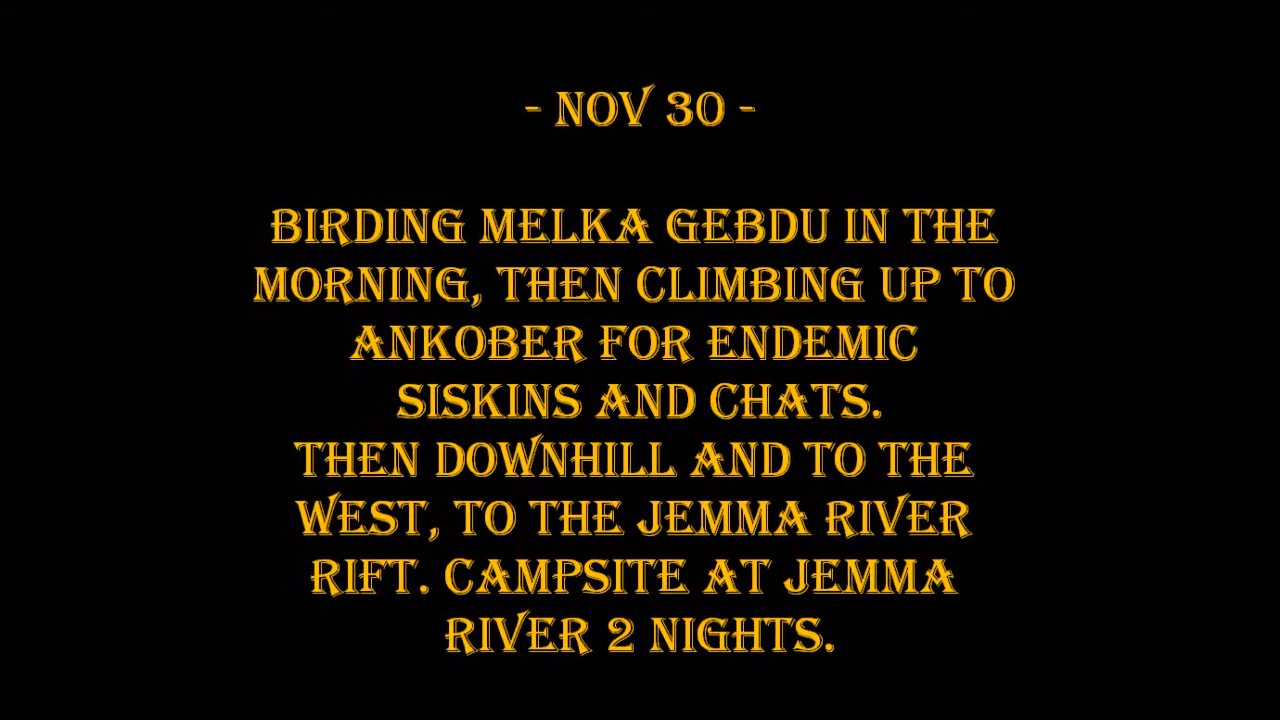 - NOV 30 -
BIRDING MELKA GEBDU IN THE
MORNING, THEN CLIMBING UP TO
ANKOBER FOR ENDEMIC
SISKINS AND CHATS.
THEN DOWNHILL AND TO THE
WEST, TO THE JEMMA RIVER
RIFT. CAMPSITE AT JEMMA
RIVER 2 NIGHTS.